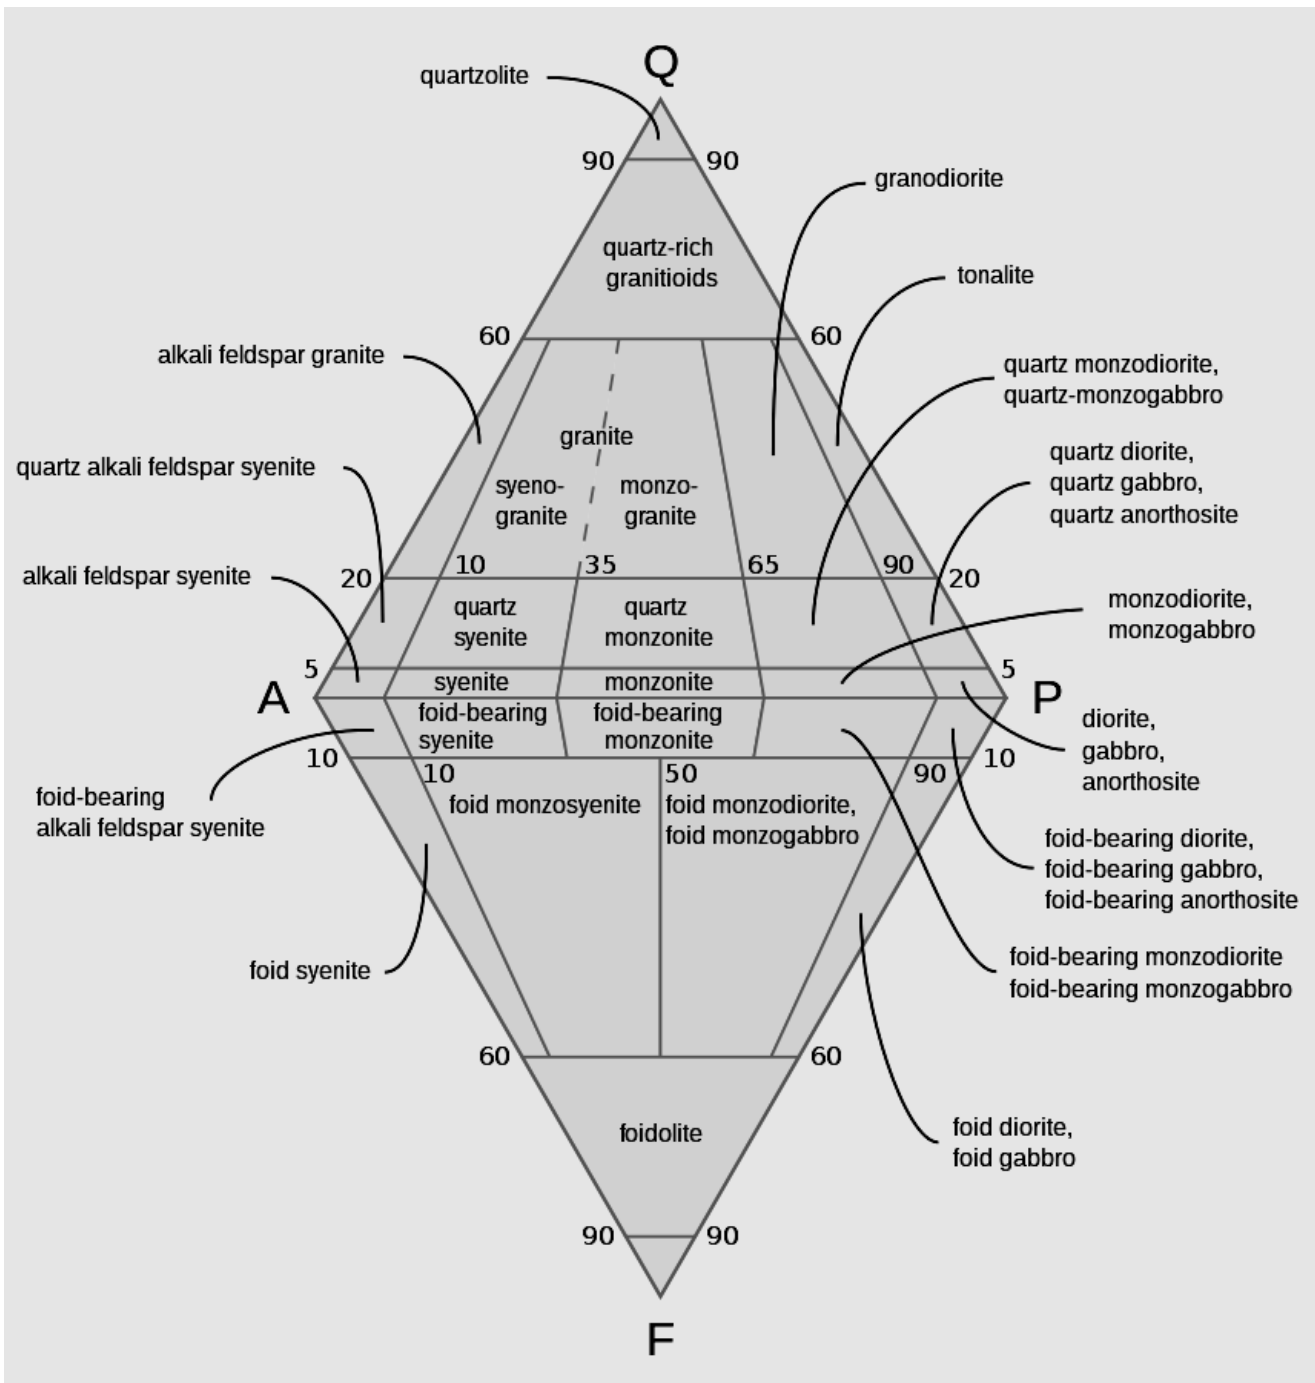 Q
quartzolite
90
90
granodiorite
quartz-rich
granitioids
tonalite
60
60
alkali feldspar granite
quartz monzodiorite,
quartz-monzogabbro
granite
quartz alkali feldspar syenite
quartz diorite,
quartz gabbro,
quartz anorthosite
syeno-
granite
monzo-
granite
alkali feldspar syenite
20
10
35
65
90
20
quartz
syenite
quartz
monzonite
monzodiorite,
monzogabbro
5
5
A
syenite
monzonite
P
foid-bearing
syenite
foid-bearing
monzonite
diorite,
gabbro,
anorthosite
10
10
50
90
10
foid-bearing
alkali feldspar syenite
foid monzosyenite
foid monzodiorite,
foid monzogabbro
foid-bearing diorite,
foid-bearing gabbro,
foid-bearing anorthosite
foid syenite
foid-bearing monzodiorite
foid-bearing monzogabbro
60
60
foidolite
foid diorite,
foid gabbro
90
90
F